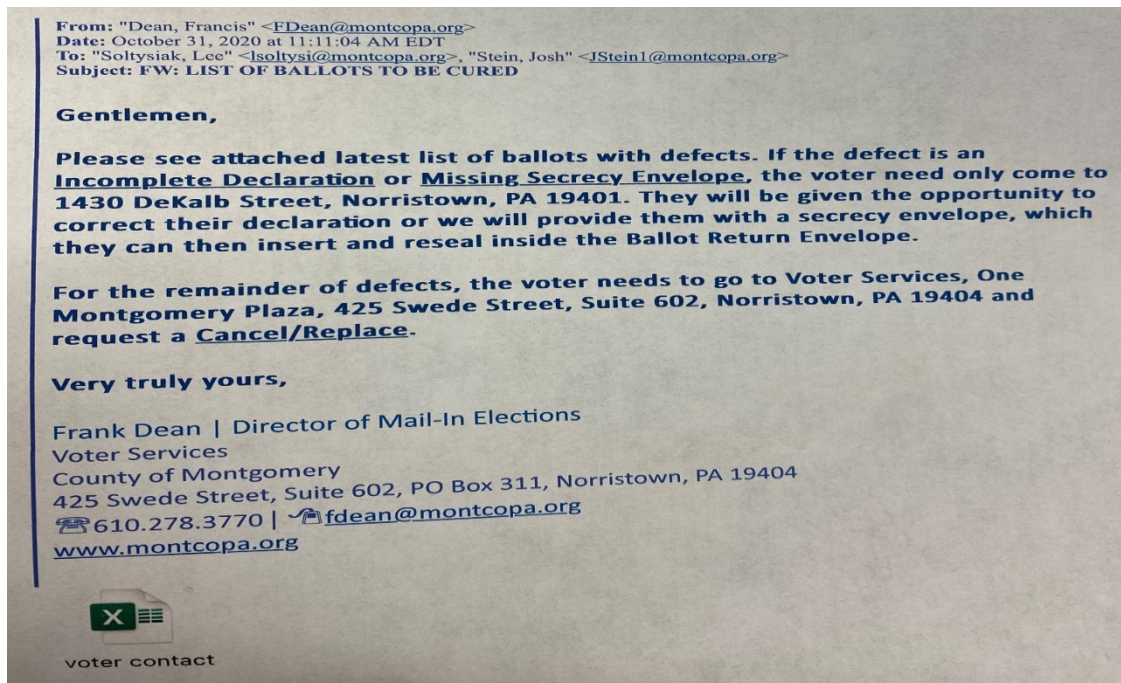 From: "Dean, Francis" <FDean@montcopa.org>
Date: October 31, 2020 at 11:11:04 AM EDT
To: "Soltysiak, Lee" <lsoltysi@montcopa.org>, "Stein, Josh" <JStein1@montcopa.org>
Subject: FW: LIST OF BALLOTS TO BE CURED
Gentlemen,
Please see attached latest list of ballots with defects. If the defect is an
Incomplete Declaration or Missing Secrecy Envelope, the voter need only come to
1430 DeKalb Street, Norristown, PA 19401. They will be given the opportunity to
correct their declaration or we will provide them with a secrecy envelope, which
they can then insert and reseal inside the Ballot Return Envelope.
For the remainder of defects, the voter needs to go to Voter Services, One
Montgomery Plaza, 425 Swede Street, Suite 602, Norristown, PA 19404 and
request a Cancel/Replace.
Very truly yours,
Frank Dean | Director of Mail-In Elections
Voter Services
County of Montgomery
425 Swede Street, Suite 602, PO Box 311, Norristown, PA 19404
☎610.278.3770 | fdean@montcopa.org
www.montcopa.org
X
voter contact